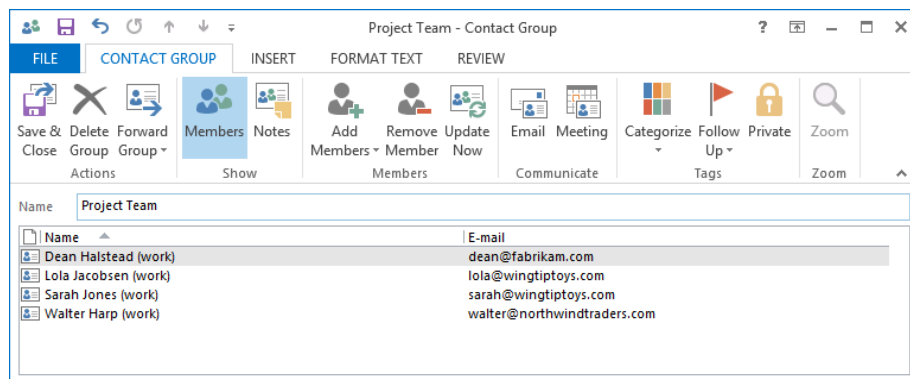 Project Team - Contact Group
?
FILE CONTACT GROUP INSERT FORMAT TEXT REVIEW
Save & Delete Forward Members Notes Add Remove Update Email Meeting Categorize Follow Private Zoom
Close Group Group Members Member Now Up
Actions Show Members Communicate Tags Zoom
Name Project Team
Name E-mail
Dean Halstead (work) dean@fabrikam.com
Lola Jacobsen (work) lola@wingtiptoys.com
Sarah Jones (work) sarah@wingtiptoys.com
Walter Harp (work) walter@northwindtraders.com